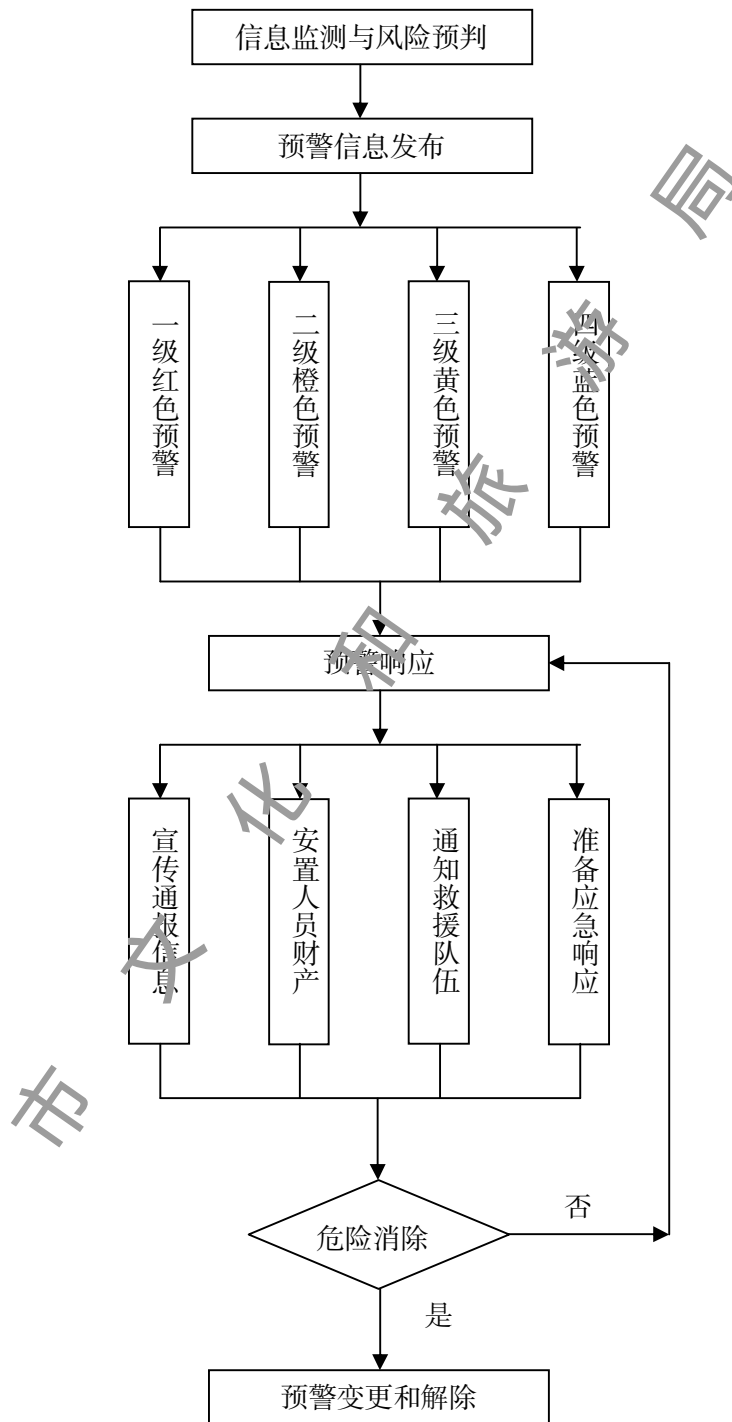 信息监测与风险预判
预警信息发布
一级红色预警
二级橙色预警
三级黄色预警
四级蓝色预警
预警响应
宣传通报信息
安置人员财产
通知救援队伍
准备应急响应
危险消除
否
是
预警变更和解除
市文化和旅游局